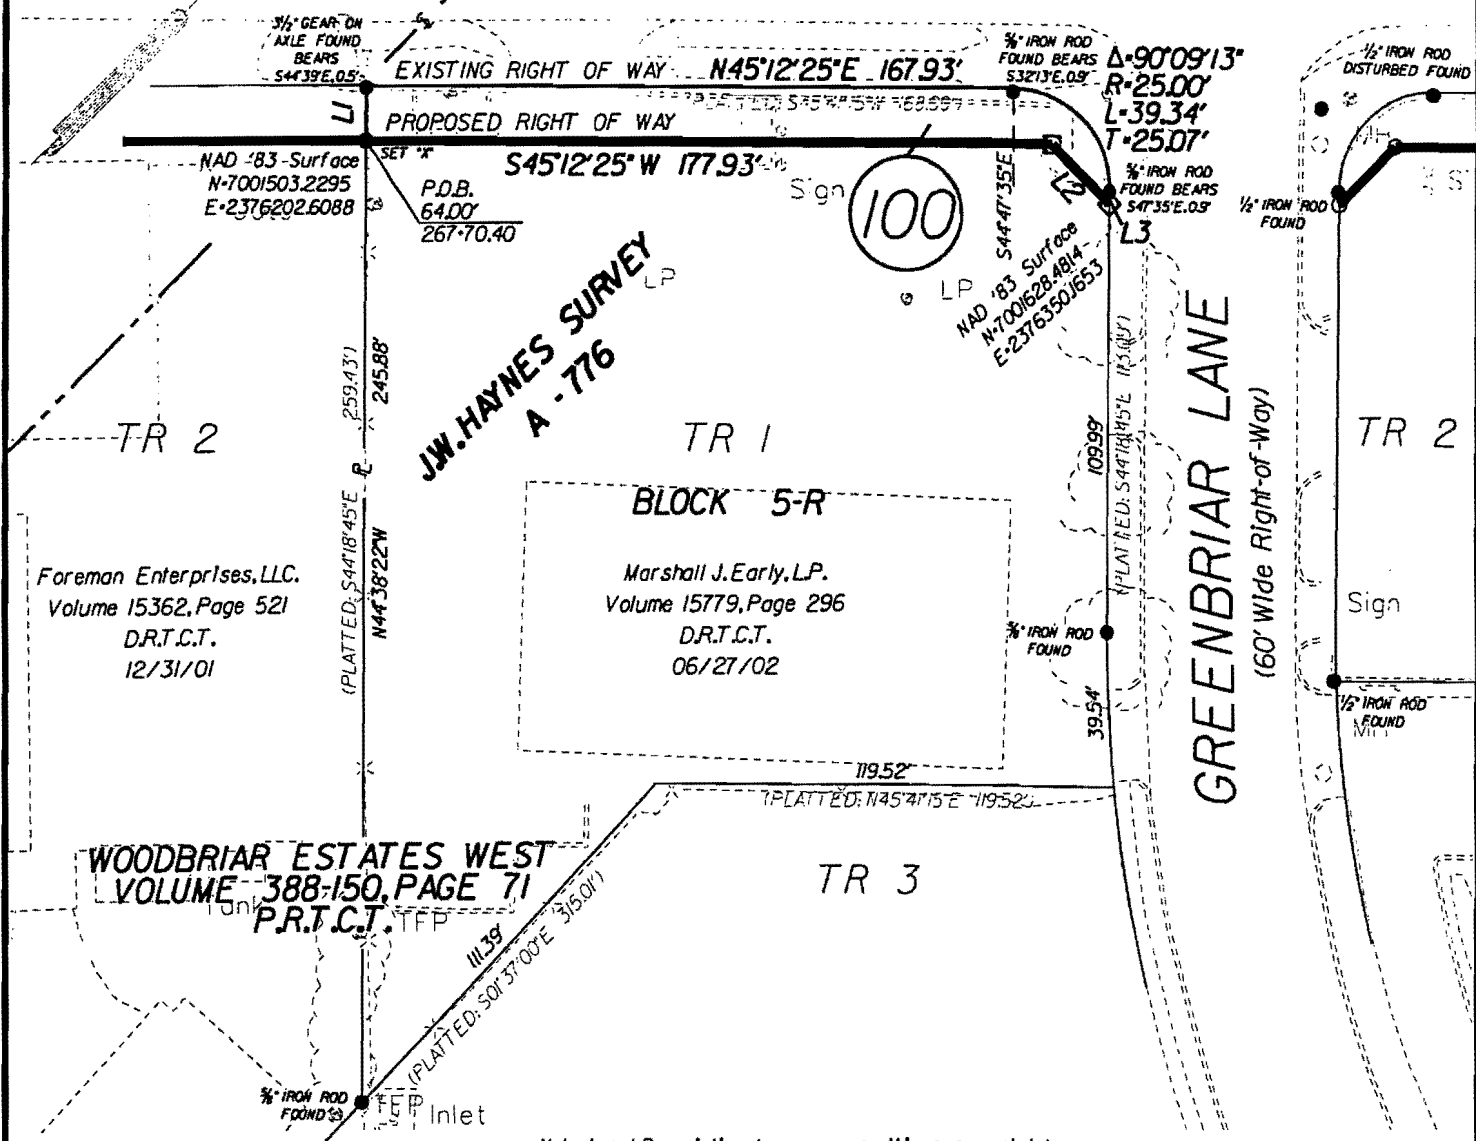 3½" GEAR ON
AXLE FOUND
BEARS
S44°39'E, 0.5'
EXISTING RIGHT OF WAY
N45°12'25"E 167.93'
⅝" IRON ROD
FOUND BEARS
S32°13'E, 0.9'
Δ=90°09'13"
R=25.00'
L=39.34'
T=25.07'
½" IRON ROD
DISTURBED FOUND
L1
PROPOSED RIGHT OF WAY
SET "X"
S45°12'25"W 177.93'
NAD '83 Surface
N=7001503.2295
E=2376202.6088
P.O.B.
64.00'
267+70.40
Sign
100
S44°47'35"E
L2
⅝" IRON ROD
FOUND BEARS
S47°35'E, 0.9'
L3
½" IRON ROD
FOUND
MH
NAD '83 Surface
N=7001628.4814
E=2376350.1653
LP
LP
J.W. HAYNES SURVEY
A - 776
259.43')
245.88'
(PLATTED: S44°18'45"E
N44°38'22"W
TR 2
TR 1
TR 2
109.99'
(PLATTED: S44°18'45"E
GREENBRIAR LANE
(60' Wide Right-of-Way)
BLOCK 5-R
Foreman Enterprises, LLC.
Volume 15362, Page 521
D.R.T.C.T.
12/31/01
Marshall J. Early, L.P.
Volume 15779, Page 296
D.R.T.C.T.
06/27/02
⅝" IRON ROD
FOUND
Sign
39.54'
½" IRON ROD
FOUND
MH
119.52'
(PLATTED: N45°41'15"E 119.52')
WOODBRIAR ESTATES WEST
VOLUME 388-150, PAGE 71
P.R.T.C.T.
Tank
TFP
TR 3
111.39'
(PLATTED: S01°37'00"E 315.01')
⅝" IRON ROD
FOUND
TFP
Inlet